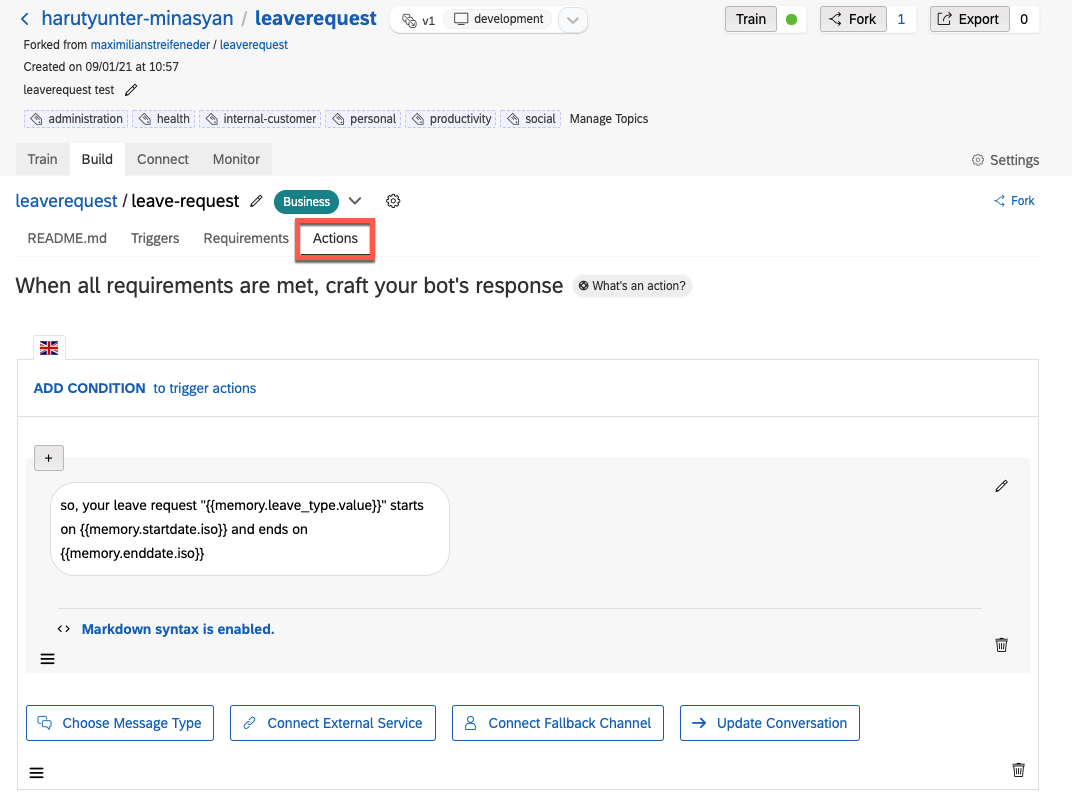 harutyunter-minasyan / leaverequest v1 development Train Fork 1 Export 0
Forked from maximilianstreifeneder / leaverequest
Created on 09/01/21 at 10:57
leaverequest test
administration health internal-customer personal productivity social Manage Topics
Train Build Connect Monitor Settings
leaverequest / leave-request Business Fork
README.md Triggers Requirements Actions
When all requirements are met, craft your bot's response What's an action?
ADD CONDITION to trigger actions
+
so, your leave request "{{memory.leave_type.value}}" starts
on {{memory.startdate.iso}} and ends on
{{memory.enddate.iso}}
<> Markdown syntax is enabled.
Choose Message Type Connect External Service Connect Fallback Channel Update Conversation